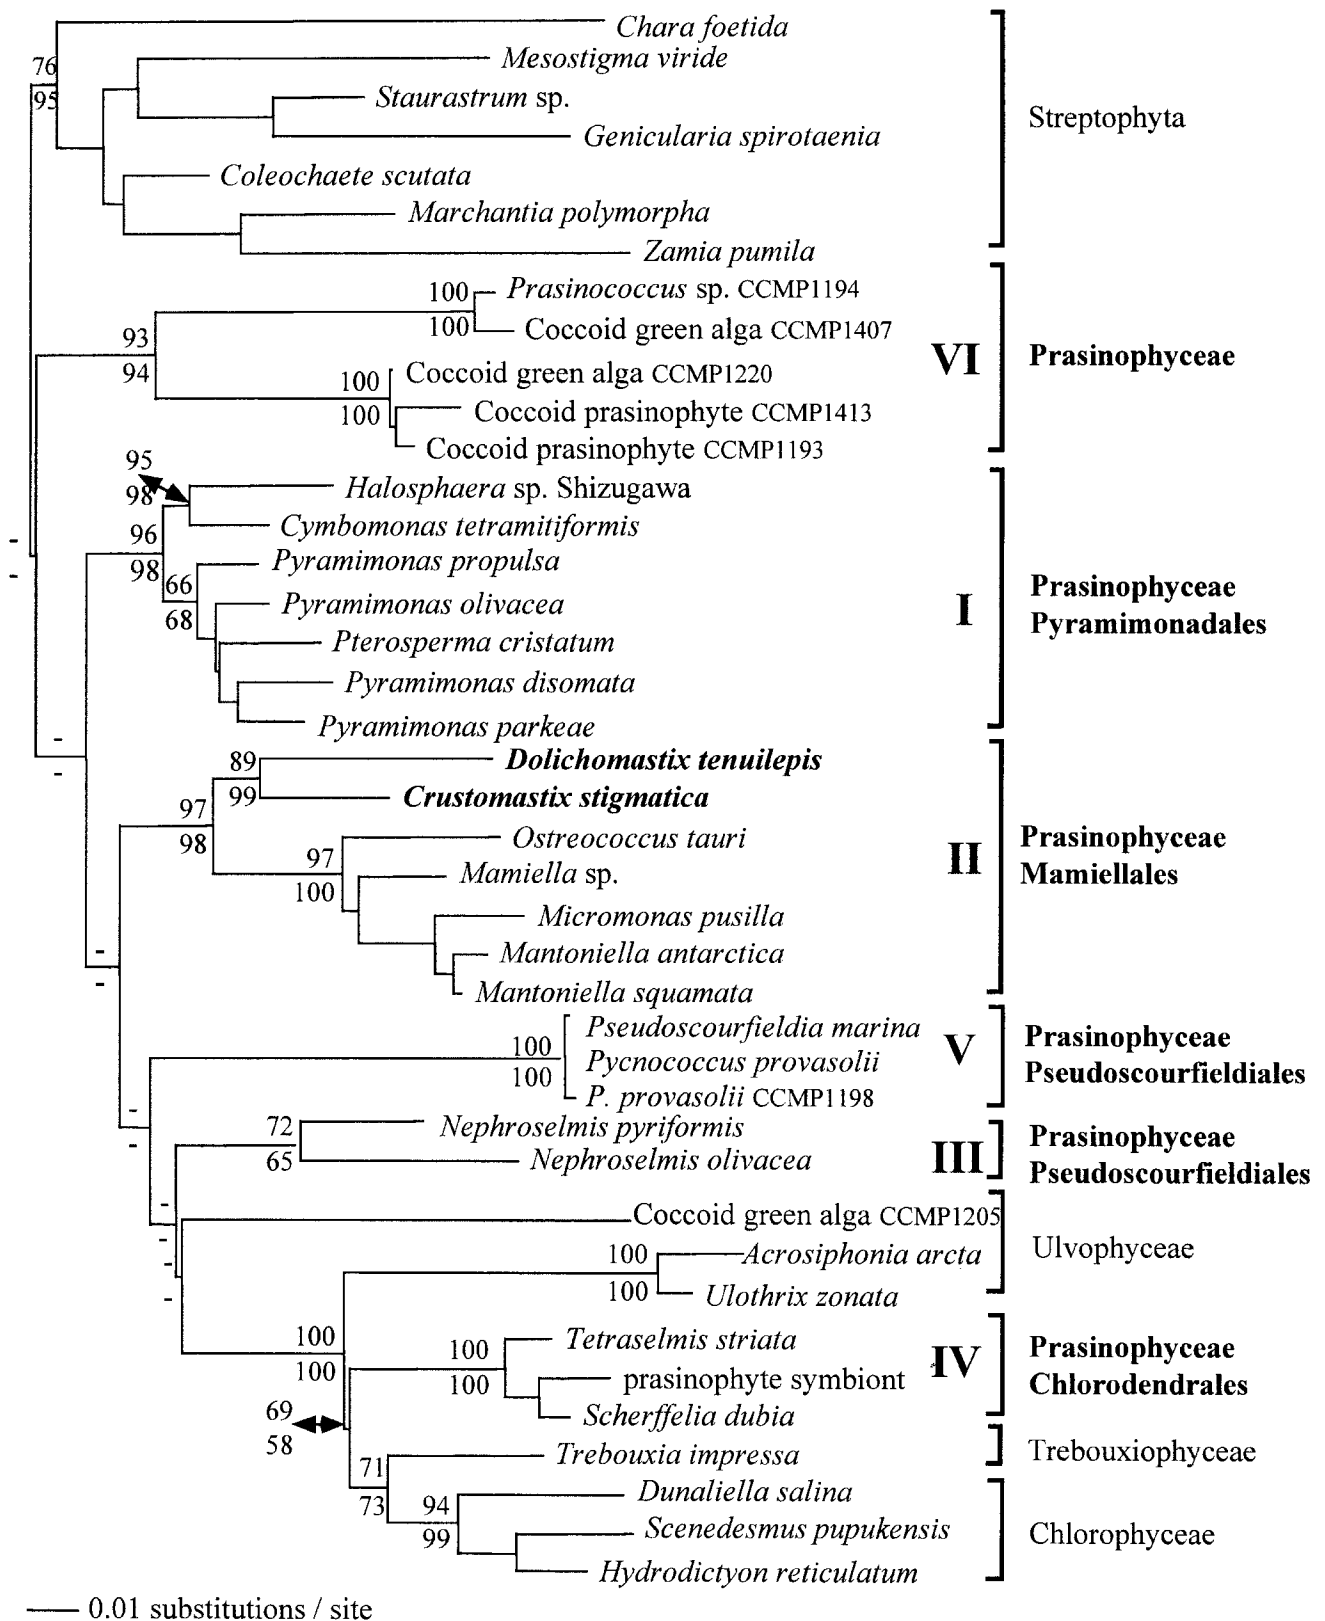 Chara foetida
76
Mesostigma viride
95
Staurastrum sp.
Streptophyta
Genicularia spirotaenia
Coleochaete scutata
Marchantia polymorpha
Zamia pumila
100
Prasinococcus sp. CCMP1194
100
Coccoid green alga CCMP1407
93
VI
Prasinophyceae
94
100
Coccoid green alga CCMP1220
100
Coccoid prasinophyte CCMP1413
Coccoid prasinophyte CCMP1193
95
98
Halosphaera sp. Shizugawa
96
Cymbomonas tetramitiformis
-
-
98
Pyramimonas propulsa
66
Prasinophyceae
Pyramimonadales
I
68
Pyramimonas olivacea
Pterosperma cristatum
Pyramimonas disomata
Pyramimonas parkeae
-
-
89
Dolichomastix tenuilepis
99
Crustomastix stigmatica
97
98
Ostreococcus tauri
Prasinophyceae
Mamiellales
II
97
100
Mamiella sp.
Micromonas pusilla
-
-
Mantoniella antarctica
Mantoniella squamata
Pseudoscourfieldia marina
100
100
Pycnococcus provasolii
V
Prasinophyceae
Pseudoscourfieldiales
P. provasolii CCMP1198
-
-
72
65
Nephroselmis pyriformis
Nephroselmis olivacea
III
Prasinophyceae
Pseudoscourfieldiales
-
-
Coccoid green alga CCMP1205
Ulvophyceae
-
-
100
Acrosiphonia arcta
100
Ulothrix zonata
100
100
Tetraselmis striata
100
100
prasinophyte symbiont
IV
Prasinophyceae
Chlorodendrales
69
58
Scherffelia dubia
Trebouxia impressa
Trebouxiophyceae
71
73
Dunaliella salina
94
99
Scenedesmus pupukensis
Chlorophyceae
Hydrodictyon reticulatum
0.01 substitutions / site